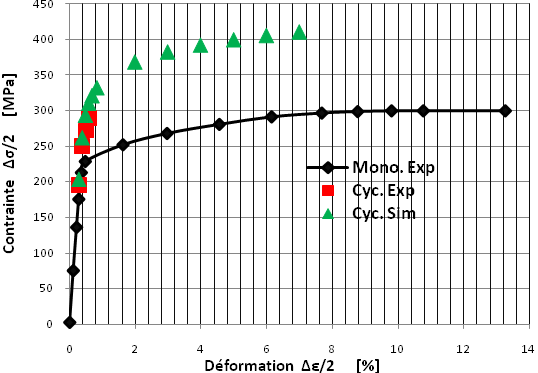 Contrainte Δσ/2 [MPa]
450
400
350
300
250
200
150
100
50
0
Mono. Exp
Cyc. Exp
Cyc. Sim
0 2 4 6 8 10 12 14
Déformation Δε/2 [%]